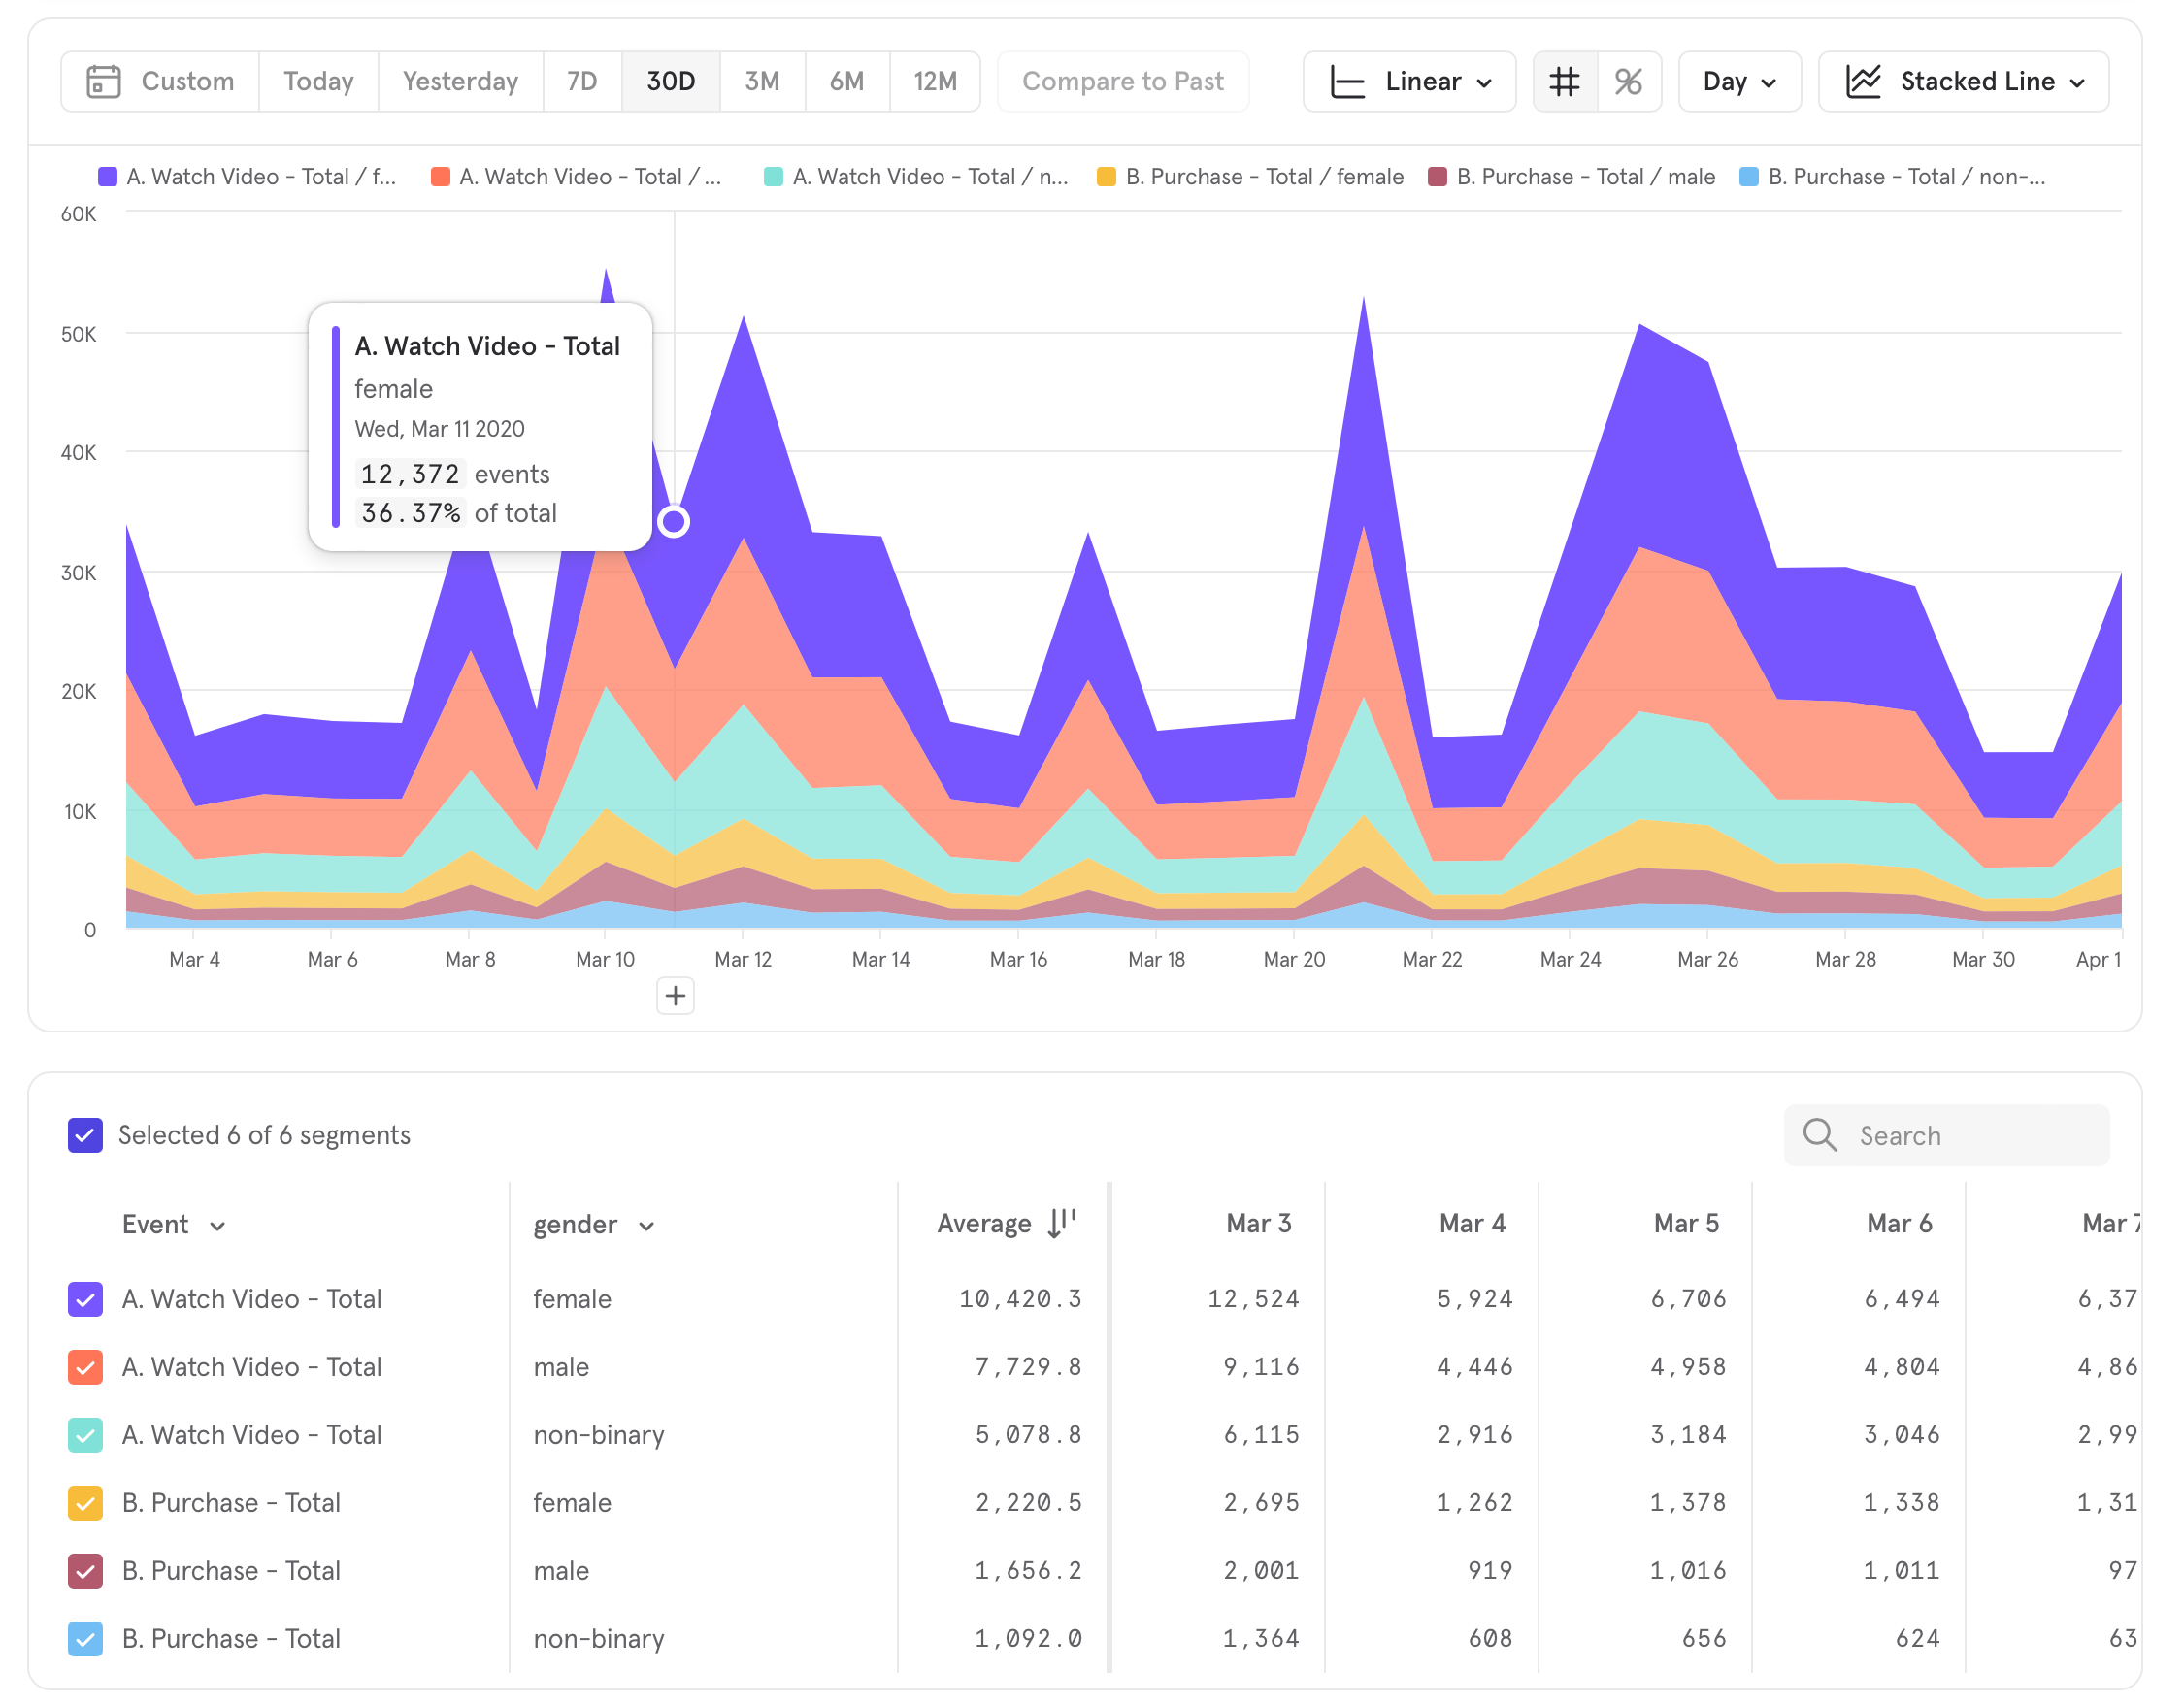 Custom Today Yesterday 7D 30D 3M 6M 12M Compare to Past Linear % Day Stacked Line
A. Watch Video - Total / f... A. Watch Video - Total / ... A. Watch Video - Total / n... B. Purchase - Total / female B. Purchase - Total / male B. Purchase - Total / non-...
60K
50K
40K
30K
20K
10K
0
A. Watch Video - Total
female
Wed, Mar 11 2020
12,372 events
36.37% of total
Mar 4 Mar 6 Mar 8 Mar 10 Mar 12 Mar 14 Mar 16 Mar 18 Mar 20 Mar 22 Mar 24 Mar 26 Mar 28 Mar 30 Apr 1
+
Selected 6 of 6 segments Search
Event gender Average Mar 3 Mar 4 Mar 5 Mar 6 Mar 7
A. Watch Video - Total female 10,420.3 12,524 5,924 6,706 6,494 6,37
A. Watch Video - Total male 7,729.8 9,116 4,446 4,958 4,804 4,86
A. Watch Video - Total non-binary 5,078.8 6,115 2,916 3,184 3,046 2,99
B. Purchase - Total female 2,220.5 2,695 1,262 1,378 1,338 1,31
B. Purchase - Total male 1,656.2 2,001 919 1,016 1,011 97
B. Purchase - Total non-binary 1,092.0 1,364 608 656 624 63